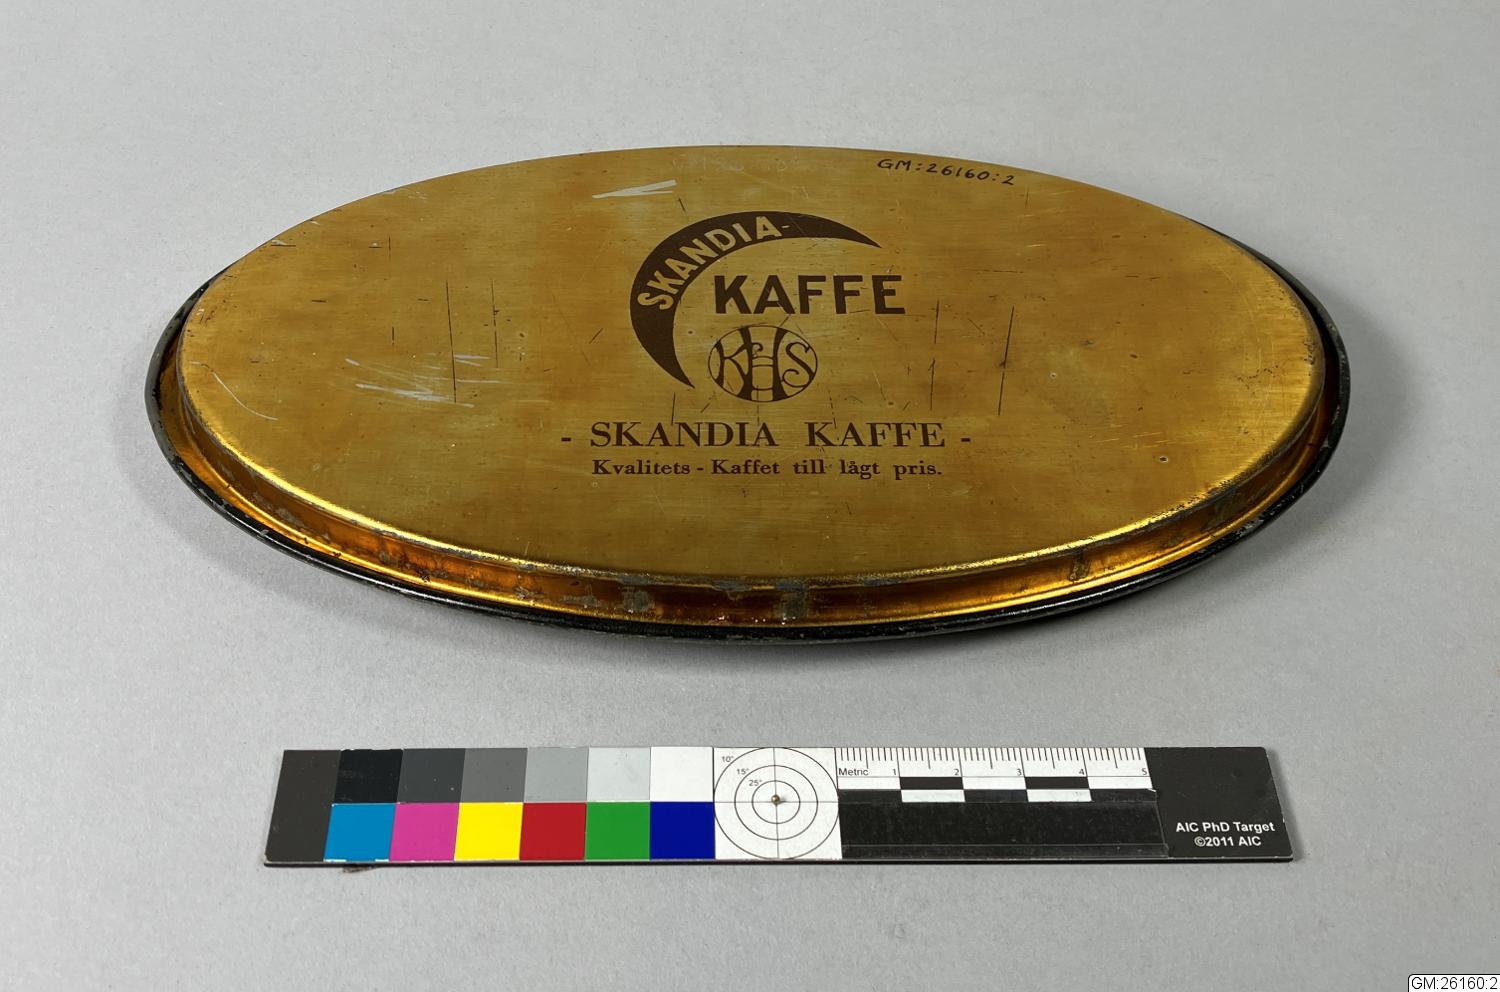 GM:26160:2
SKANDIA-
KAFFE
KHS
- SKANDIA KAFFE -
Kvalitets - Kaffet till lågt pris.
10°
15°
25°
Metric 1 2 3 4 5
AIC PhD Target
©2011 AIC
GM:26160:2